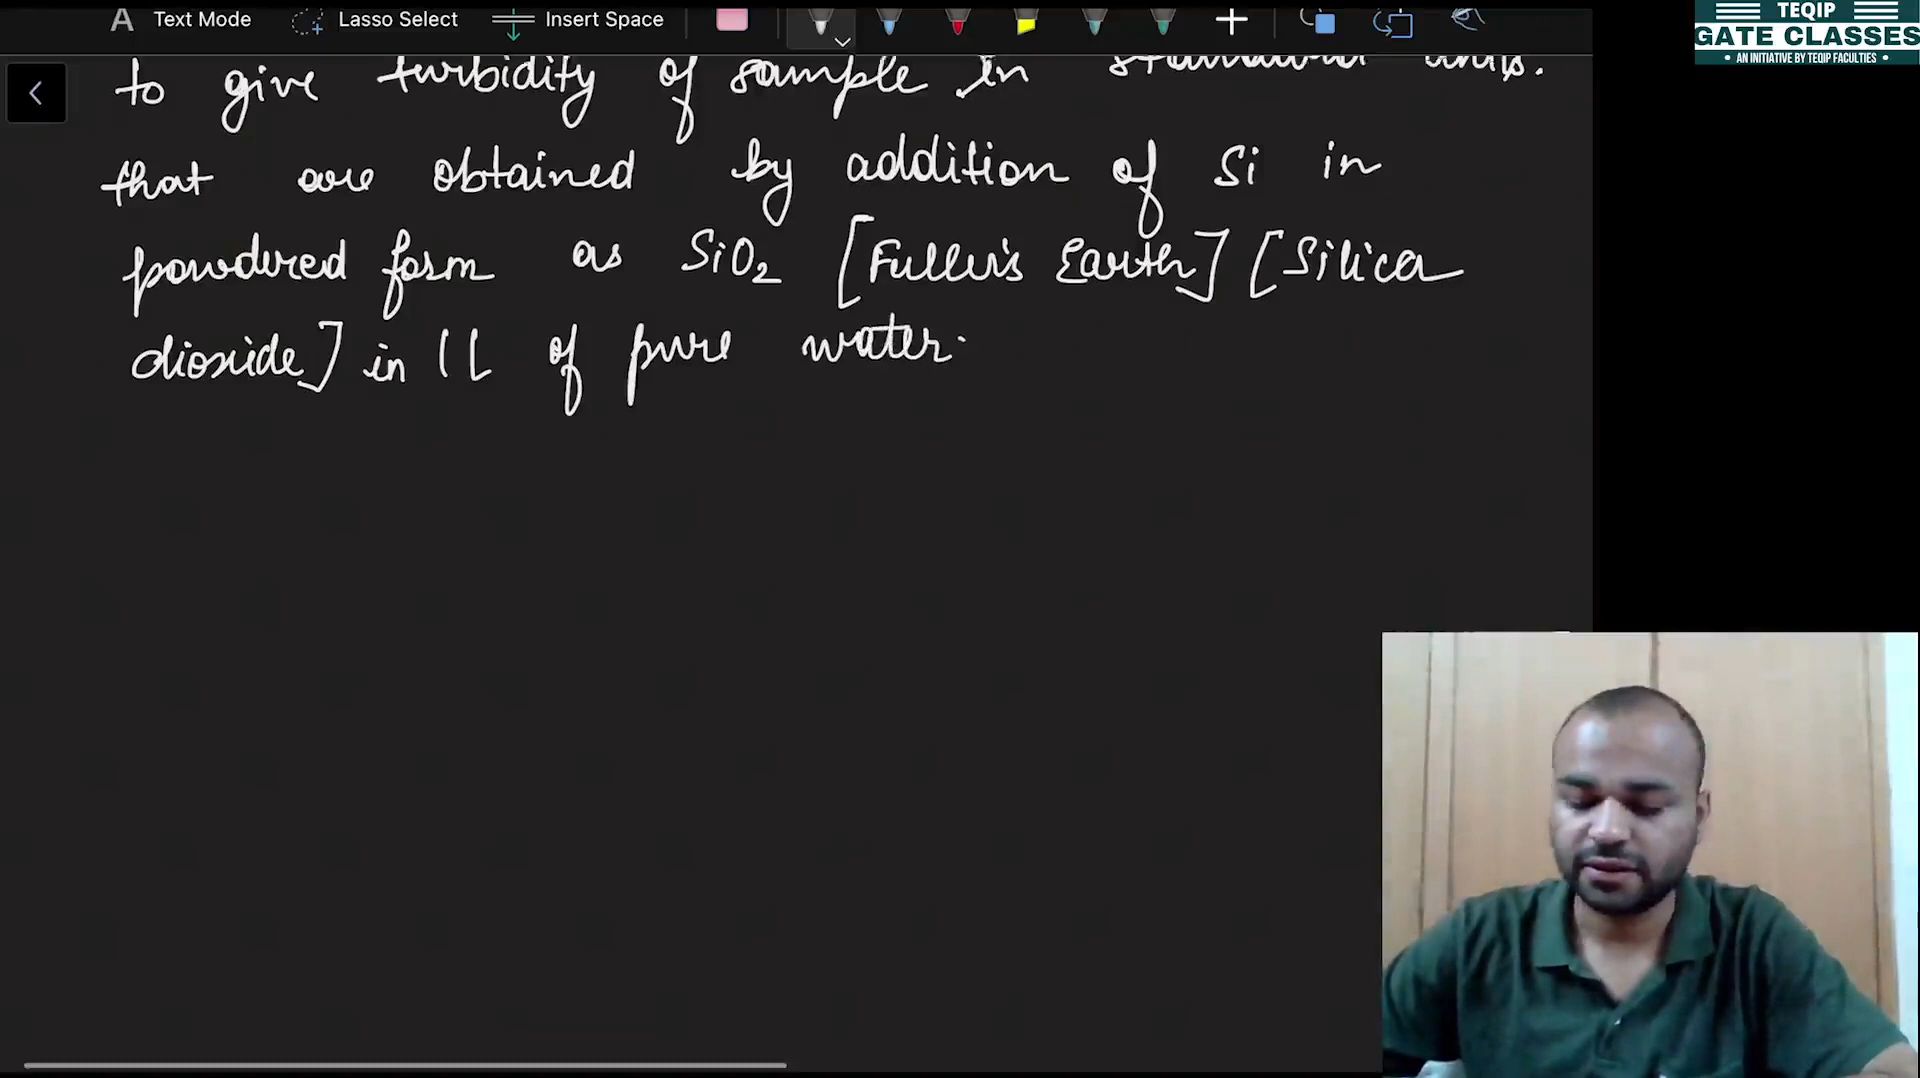 Text Mode Lasso Select Insert Space
TEQIP
GATE CLASSES
• AN INITIATIVE BY TEQIP FACULTIES •
to give turbidity of sample in standard units.
that are obtained by addition of Si in
powdered form as SiO₂ [Fuller's Earth] [Silica
dioxide] in 1L of pure water.